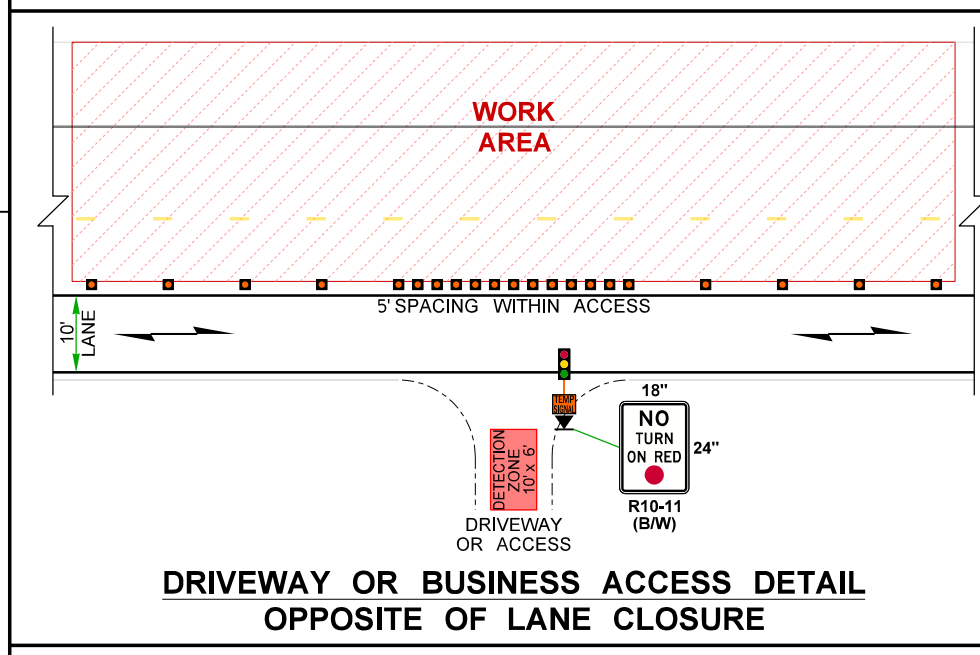 WORK
AREA
5' SPACING WITHIN ACCESS
10'
LANE
TEMP
SIGNAL
18"
NO
TURN
ON RED
24"
R10-11
(B/W)
DETECTION
ZONE
10' x 6'
DRIVEWAY
OR ACCESS
DRIVEWAY OR BUSINESS ACCESS DETAIL
OPPOSITE OF LANE CLOSURE